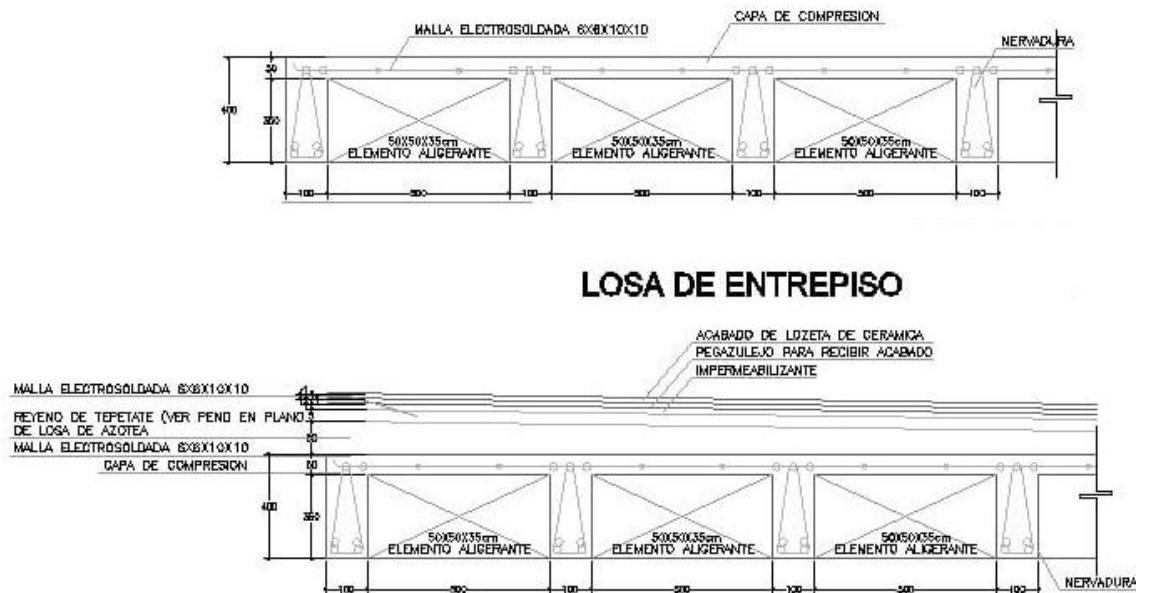 CAPA DE COMPRESION
MALLA ELECTROSOLDADA 6X6X10X10
NERVADURA
50
400
350
50X50X35cm
ELEMENTO ALIGERANTE
50X50X35cm
ELEMENTO ALIGERANTE
50X50X35cm
ELEMENTO ALIGERANTE
100 500 100 500 100 500 100
LOSA DE ENTREPISO
ACABADO DE LOZETA DE CERAMICA
PEGAZULEJO PARA RECIBIR ACABADO
IMPERMEABILIZANTE
MALLA ELECTROSOLDADA 6X6X10X10
REYENO DE TEPETATE (VER PEND EN PLANO
DE LOSA DE AZOTEA
50
MALLA ELECTROSOLDADA 6X6X10X10
CAPA DE COMPRESION
50
400
350
50X50X35cm
ELEMENTO ALIGERANTE
50X50X35cm
ELEMENTO ALIGERANTE
50X50X35cm
ELEMENTO ALIGERANTE
NERVADURA
100 500 100 500 100 500 100